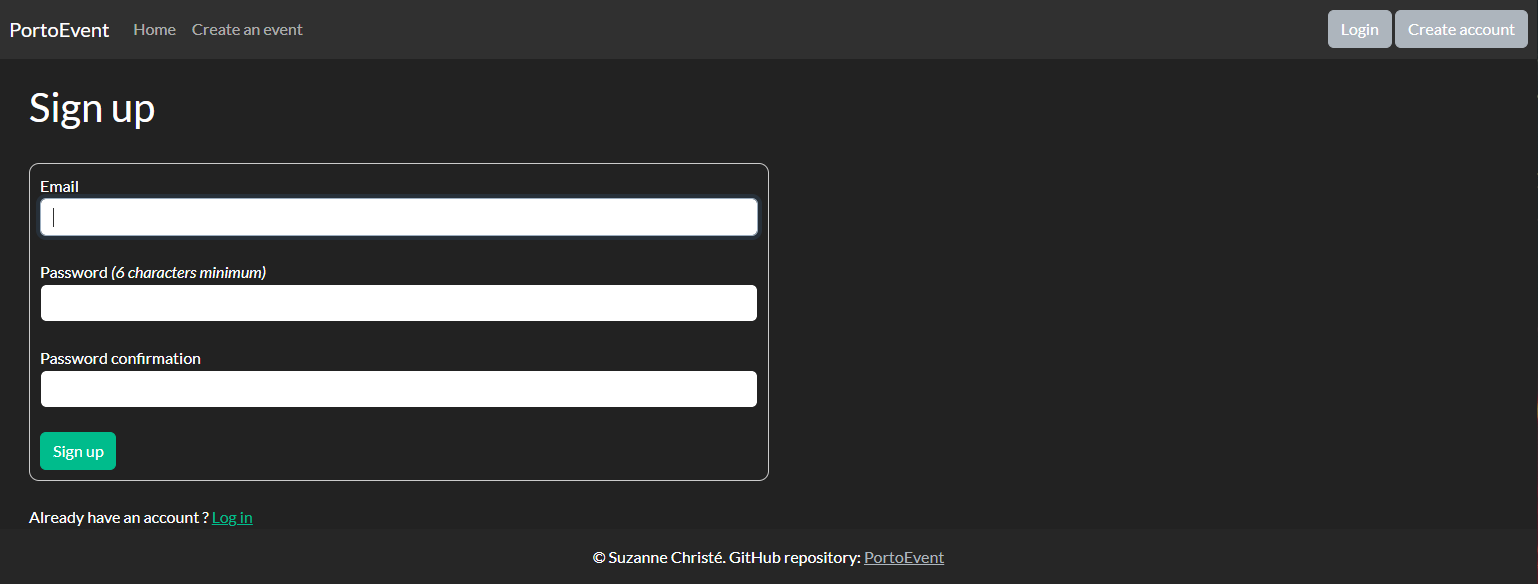 PortoEvent Home Create an event Login Create account
Sign up
Email
Password (6 characters minimum)
Password confirmation
Sign up
Already have an account ? Log in
© Suzanne Christé. GitHub repository: PortoEvent